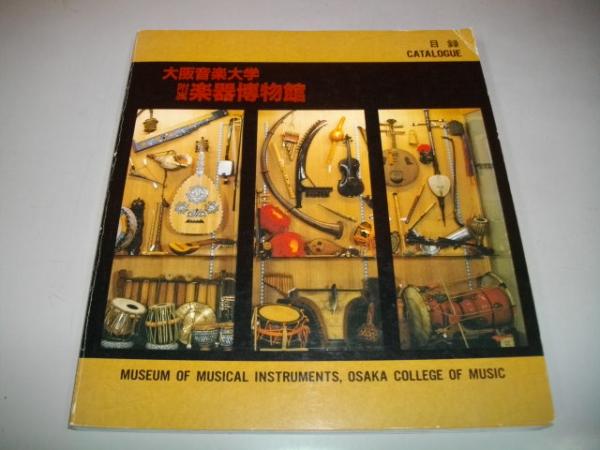 目録
CATALOGUE
大阪音楽大学
附属 楽器博物館
MUSEUM OF MUSICAL INSTRUMENTS, OSAKA COLLEGE OF MUSIC